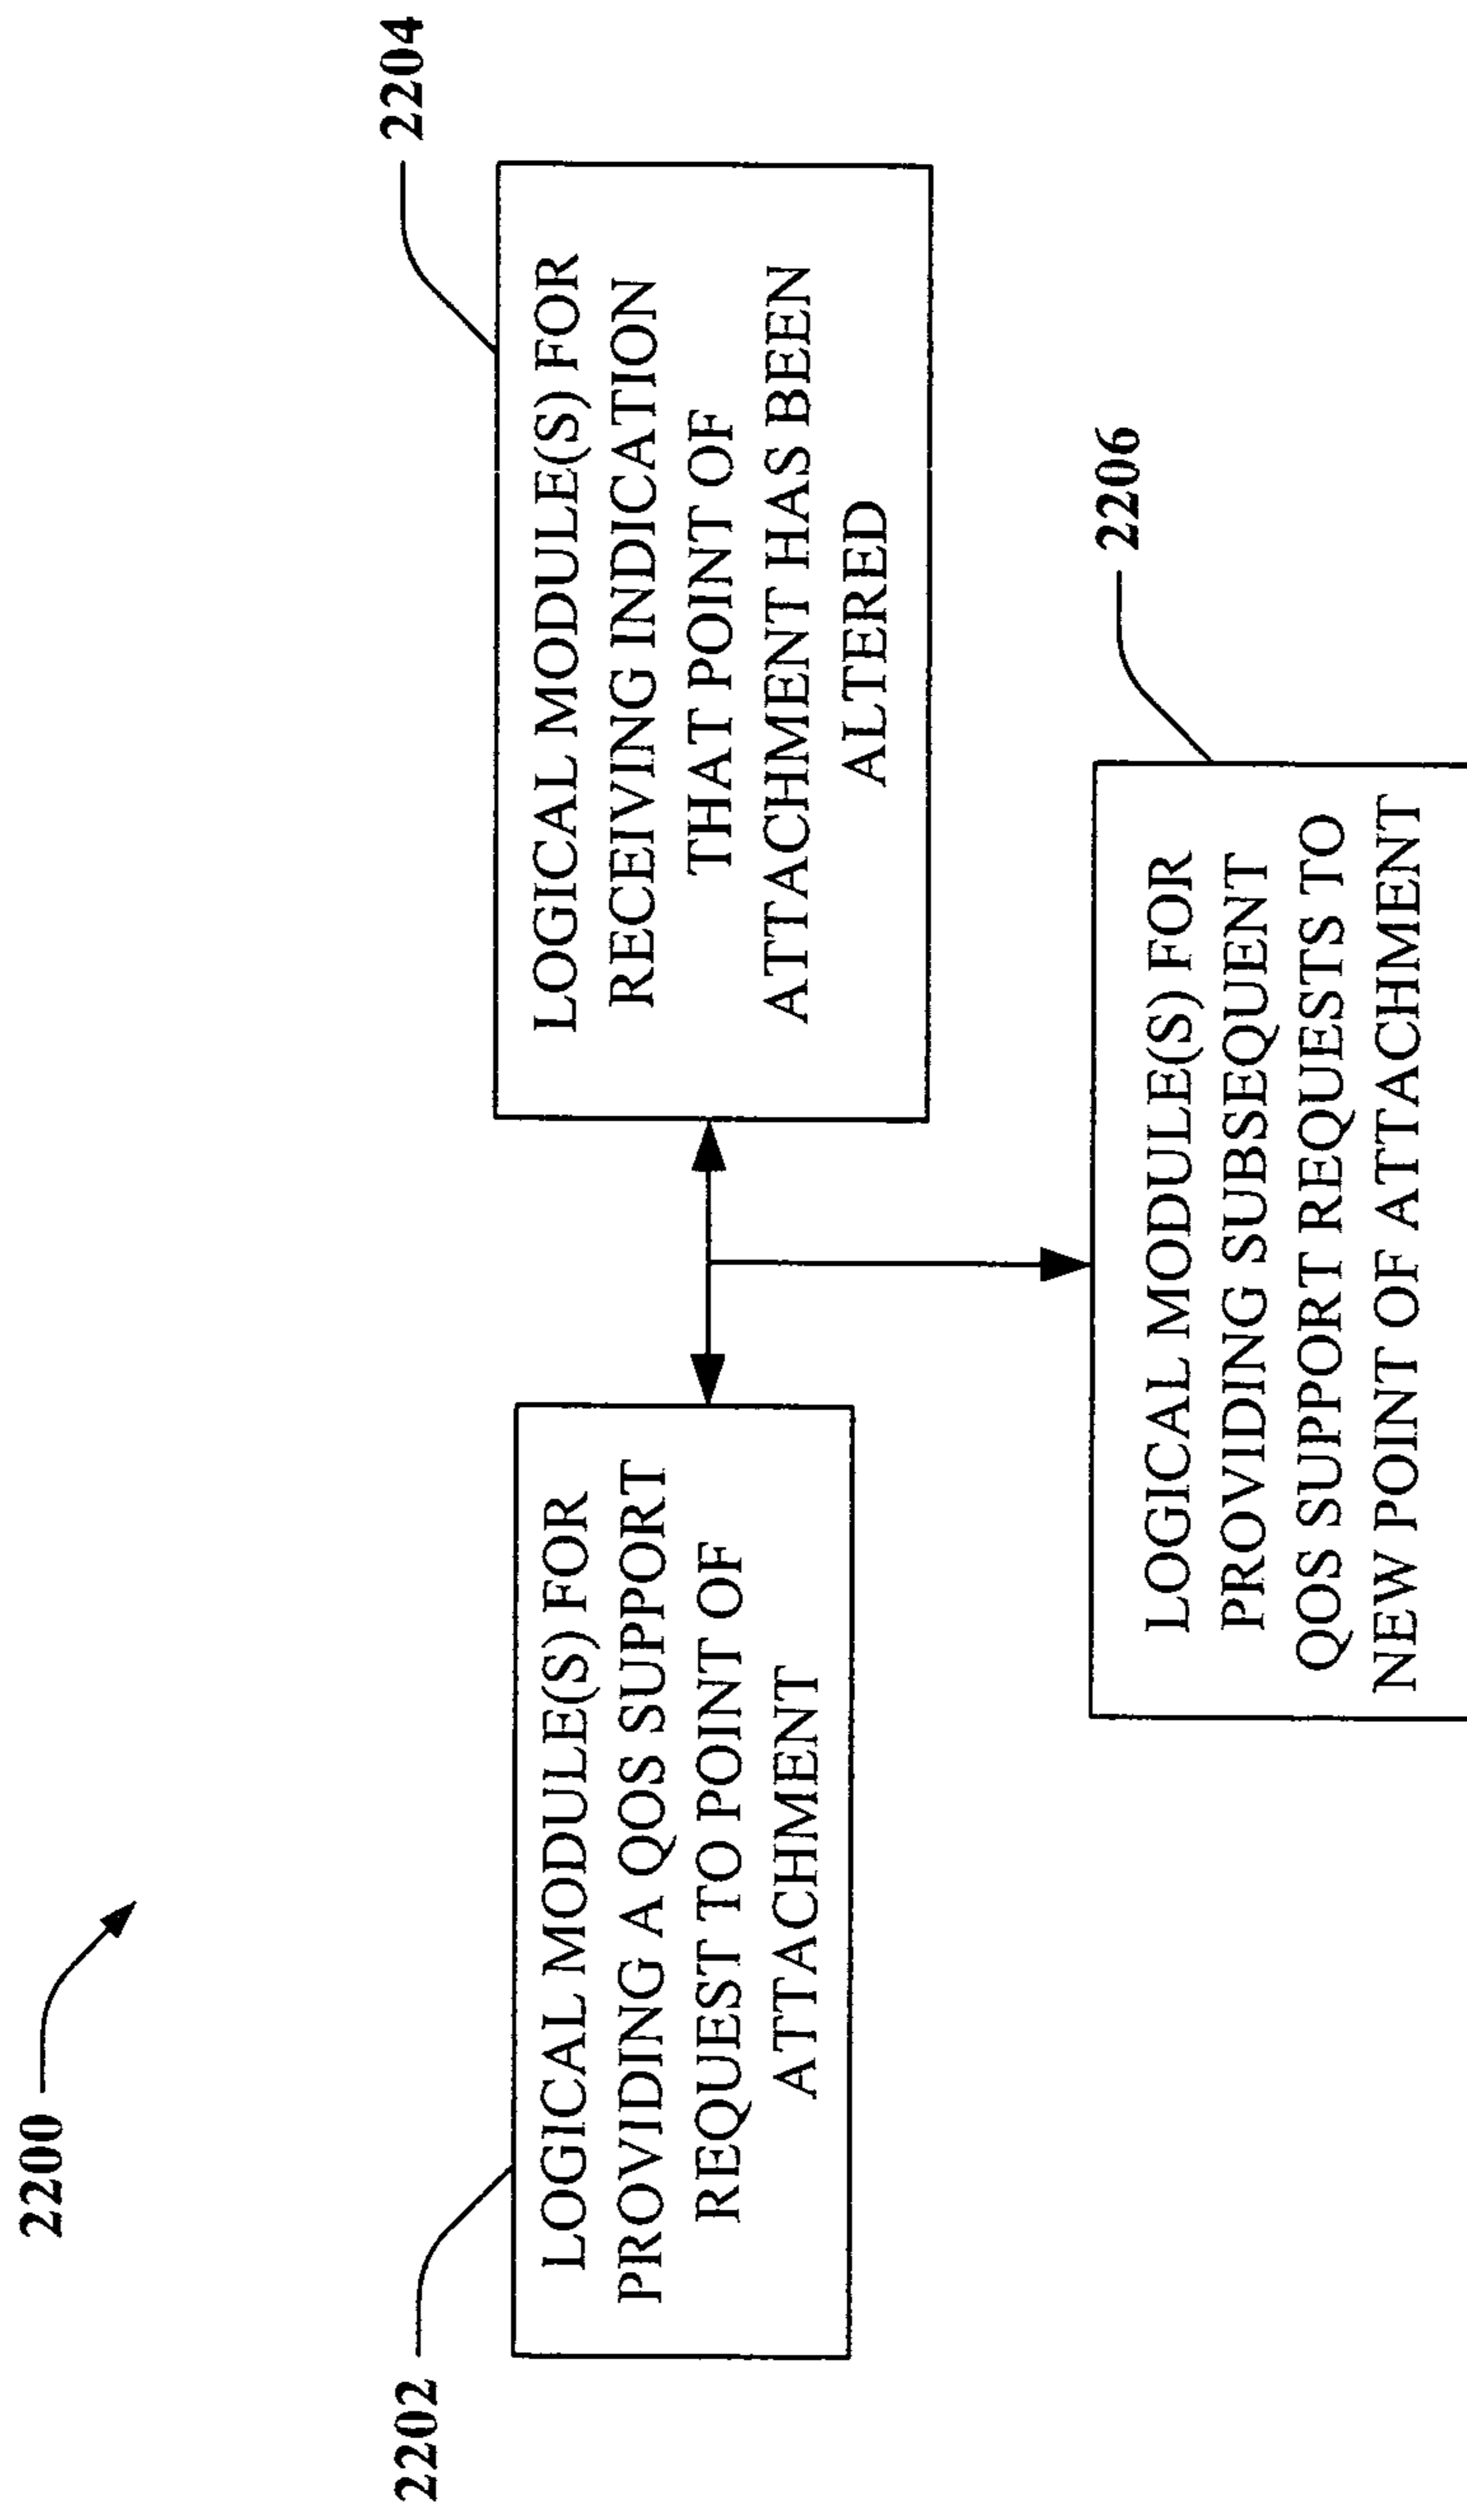 2200
2202
LOGICAL MODULE(S) FOR
PROVIDING A QOS SUPPORT
REQUEST TO POINT OF
ATTACHMENT
2204
LOGICAL MODULE(S) FOR
RECEIVING INDICATION
THAT POINT OF
ATTACHMENT HAS BEEN
ALTERED
2206
LOGICAL MODULE(S) FOR
PROVIDING SUBSEQUENT
QOS SUPPORT REQUESTS TO
NEW POINT OF ATTACHMENT